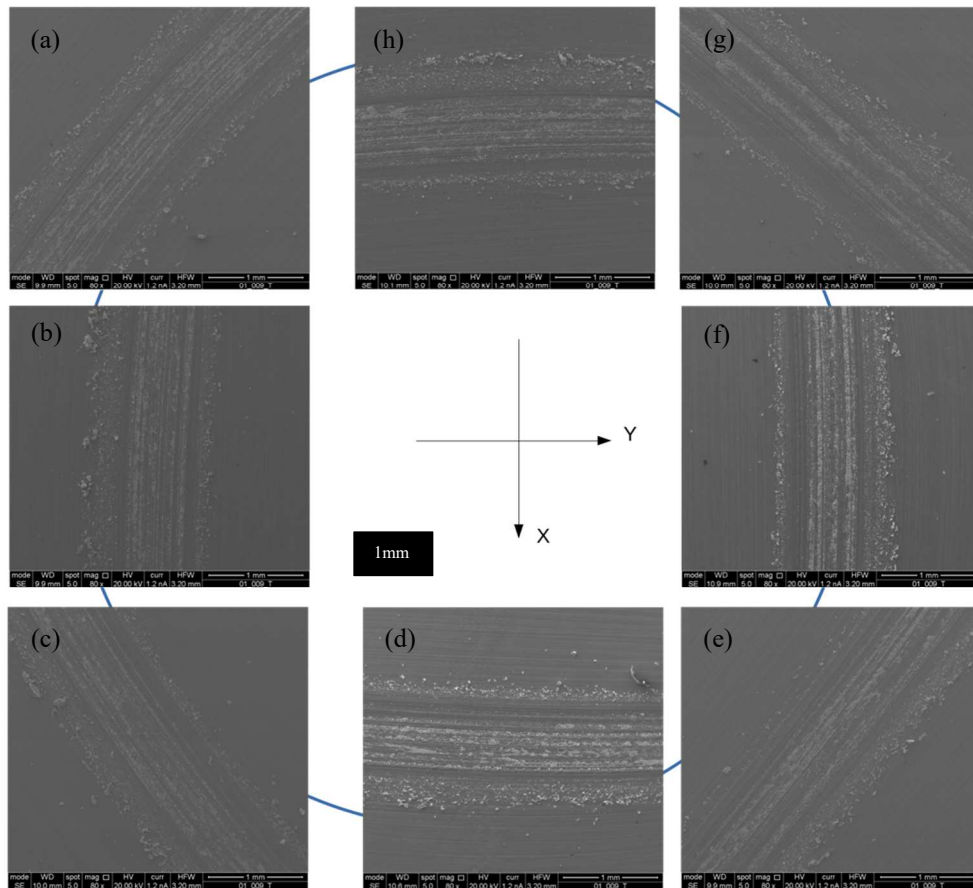 (a)
(h)
(g)
mode WD spot mag HV curr HFW 1 mm
SE 9.9 mm 5.0 80 x 20.00 kV 1.2 nA 3.20 mm 01_009_T
mode WD spot mag HV curr HFW 1 mm
SE 10.1 mm 5.0 80 x 20.00 kV 1.2 nA 3.20 mm 01_009_T
mode WD spot mag HV curr HFW 1 mm
SE 10.0 mm 5.0 80 x 20.00 kV 1.2 nA 3.20 mm 01_009_T
(b)
(f)
Y
X
1mm
mode WD spot mag HV curr HFW 1 mm
SE 9.9 mm 5.0 80 x 20.00 kV 1.2 nA 3.20 mm 01_009_T
mode WD spot mag HV curr HFW 1 mm
SE 10.9 mm 5.0 80 x 20.00 kV 1.2 nA 3.20 mm 01_009_T
(c)
(d)
(e)
mode WD spot mag HV curr HFW 1 mm
SE 10.0 mm 5.0 80 x 20.00 kV 1.2 nA 3.20 mm 01_009_T
mode WD spot mag HV curr HFW 1 mm
SE 10.6 mm 5.0 80 x 20.00 kV 1.2 nA 3.20 mm 01_009_T
mode WD spot mag HV curr HFW 1 mm
SE 9.9 mm 5.0 80 x 20.00 kV 1.2 nA 3.20 mm 01_009_T